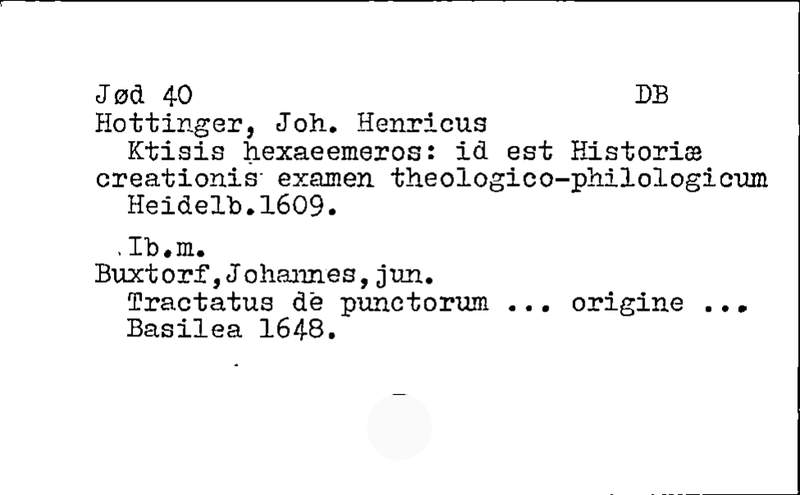 Jød 40 DB
Hottinger, Joh. Henricus
Ktisis hexaeemeros: id est Historiæ
creationis examen theologico-philologicum
Heidelb.1609.
Ib.m.
Buxtorf,Johannes,jun.
Tractatus de punctorum ... origine ...
Basilea 1648.